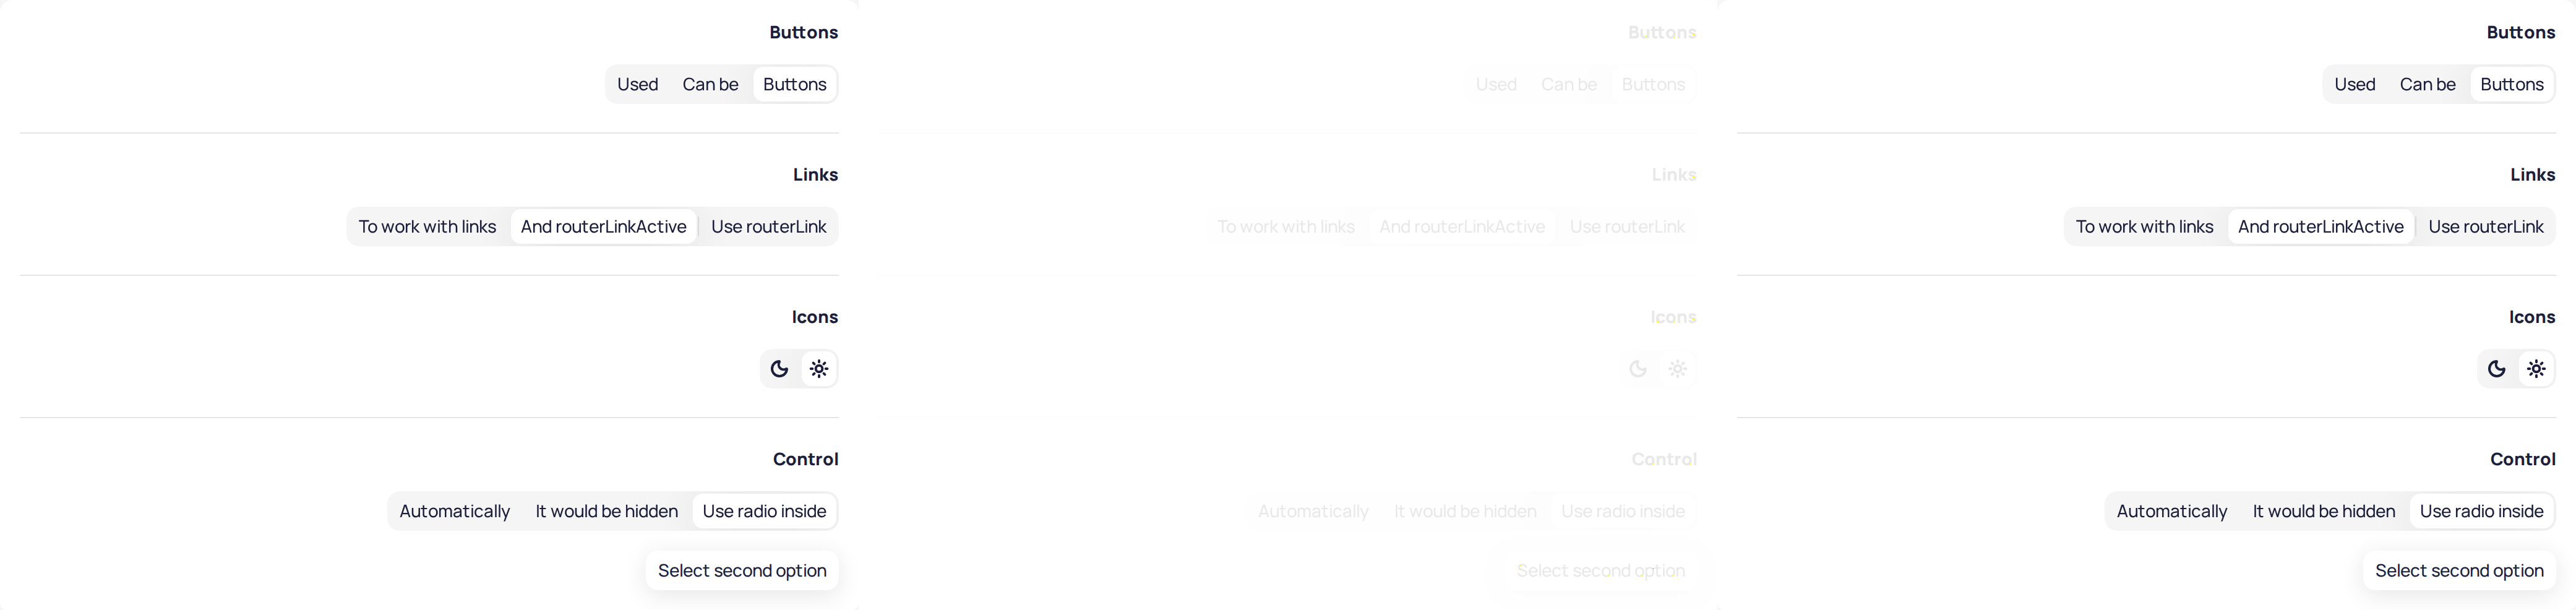 Buttons
Used Can be Buttons
Links
To work with links And routerLinkActive Use routerLink
Icons
Control
Automatically It would be hidden Use radio inside
Select second option
Buttons
Used Can be Buttons
Links
To work with links And routerLinkActive Use routerLink
Icons
Control
Automatically It would be hidden Use radio inside
Select second option
Buttons
Used Can be Buttons
Links
To work with links And routerLinkActive Use routerLink
Icons
Control
Automatically It would be hidden Use radio inside
Select second option